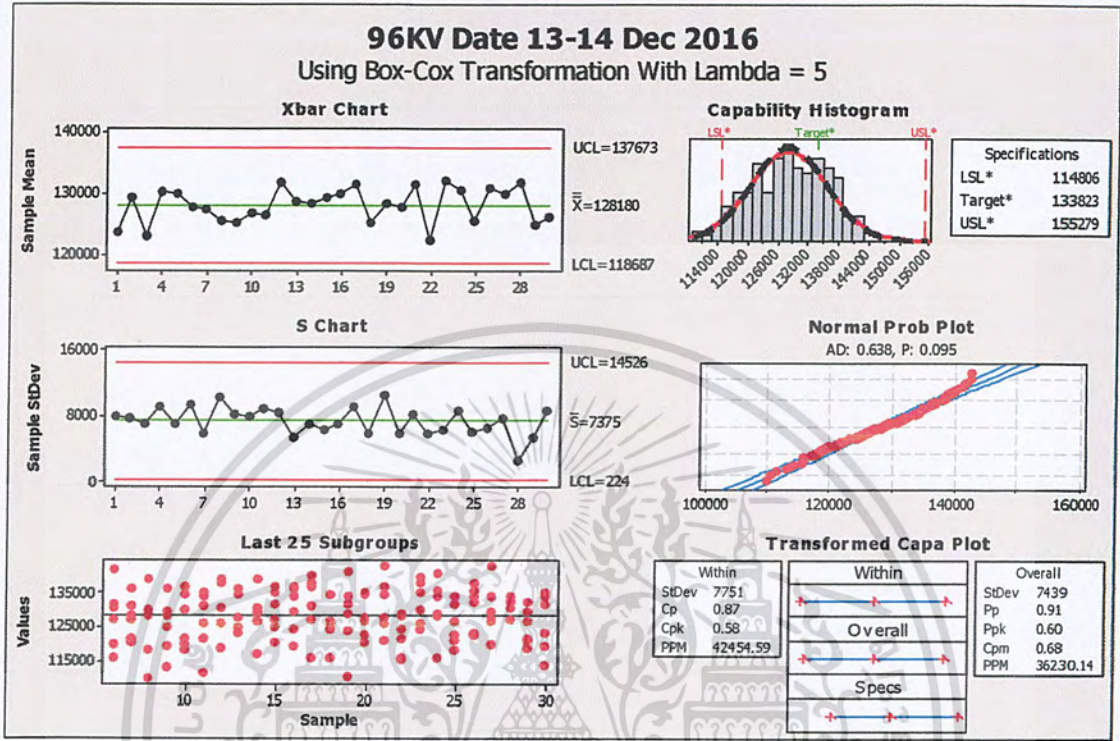 96KV Date 13-14 Dec 2016
Using Box-Cox Transformation With Lambda = 5
Xbar Chart
Sample Mean
140000
130000
120000
1 4 7 10 13 16 19 22 25 28
UCL=137673
X=128180
LCL=118687
Capability Histogram
LSL* Target* USL*
114000 120000 126000 132000 138000 144000 150000 156000
Specifications
LSL* 114806
Target* 133823
USL* 155279
S Chart
Sample StDev
16000
8000
0
1 4 7 10 13 16 19 22 25 28
UCL=14526
S=7375
LCL=224
Normal Prob Plot
AD: 0.638, P: 0.095
100000 120000 140000 160000
Last 25 Subgroups
Values
135000
125000
115000
10 15 20 25 30
Sample
Transformed Capa Plot
Within
StDev 7751
Cp 0.87
Cpk 0.58
PPM 42454.59
Within
Overall
Specs
Overall
StDev 7439
Pp 0.91
Ppk 0.60
Cpm 0.68
PPM 36230.14